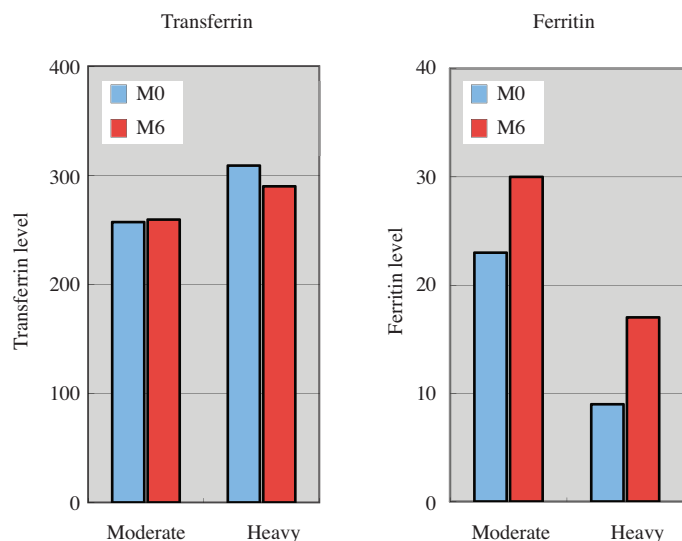 Transferrin
400
300
200
100
0
Transferrin level
M0
M6
Moderate
Heavy
Ferritin
40
30
20
10
0
Ferritin level
M0
M6
Moderate
Heavy